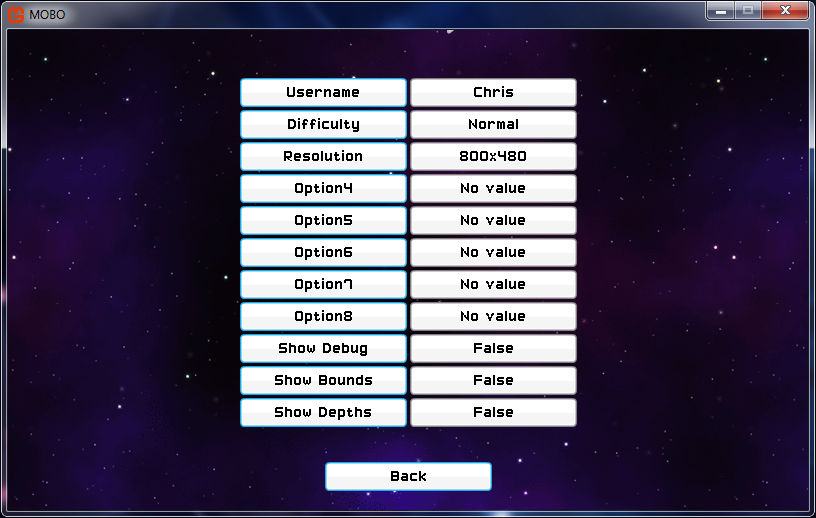 MOBO
Username Chris
Difficulty Normal
Resolution 800x480
Option4 No value
Option5 No value
Option6 No value
Option7 No value
Option8 No value
Show Debug False
Show Bounds False
Show Depths False
Back